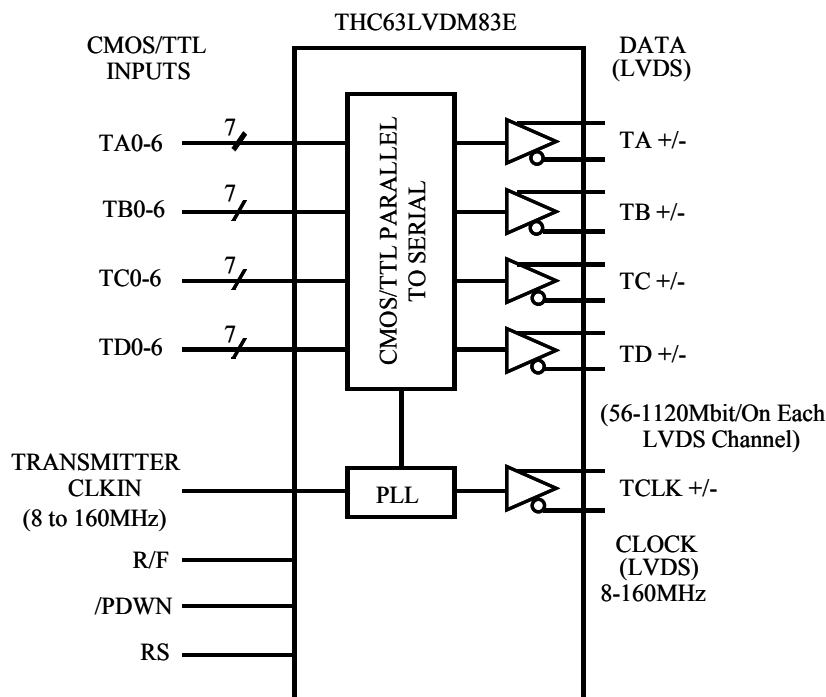 THC63LVDM83E
CMOS/TTL
INPUTS
DATA
(LVDS)
TA0-6
7
TA +/-
TB0-6
7
TB +/-
TC0-6
7
TC +/-
TD0-6
7
TD +/-
CMOS/TTL PARALLEL
TO SERIAL
(56-1120Mbit/On Each
LVDS Channel)
TRANSMITTER
CLKIN
(8 to 160MHz)
PLL
TCLK +/-
CLOCK
(LVDS)
8-160MHz
R/F
/PDWN
RS